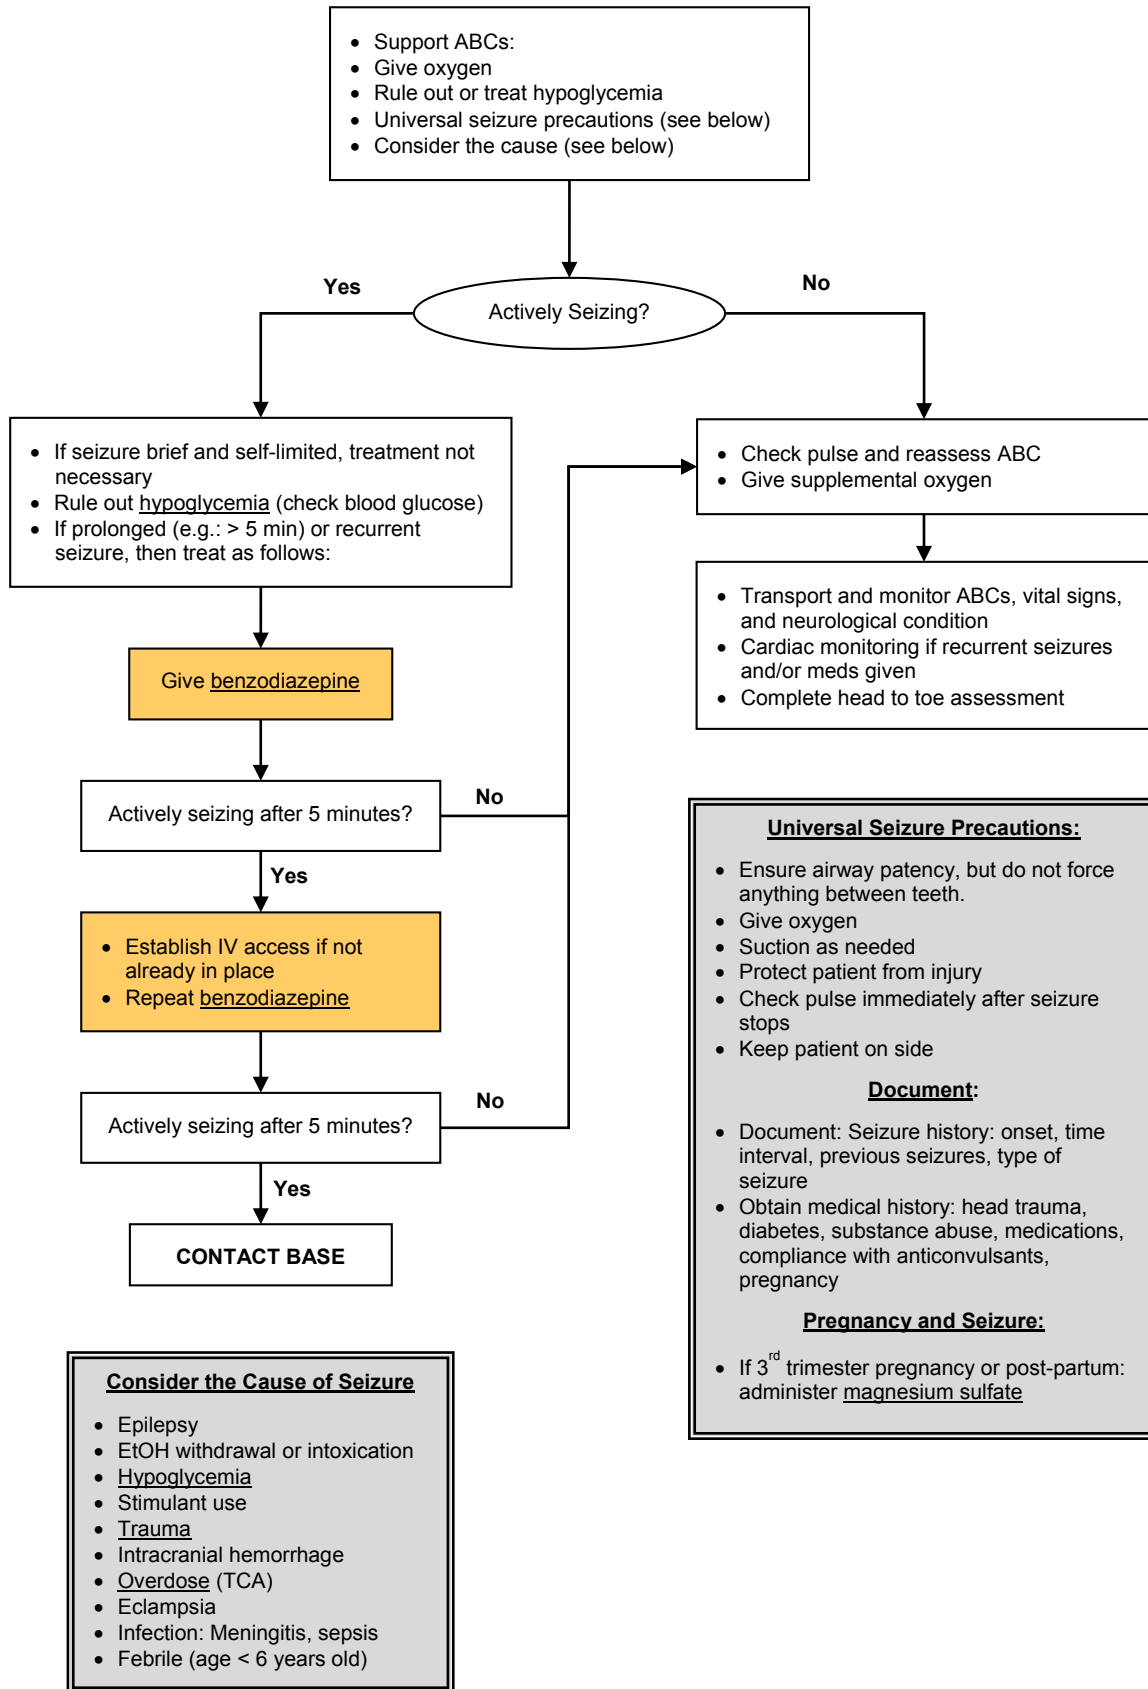 • Support ABCs:
• Give oxygen
• Rule out or treat hypoglycemia
• Universal seizure precautions (see below)
• Consider the cause (see below)
Yes
No
Actively Seizing?
• If seizure brief and self-limited, treatment not
necessary
• Rule out hypoglycemia (check blood glucose)
• If prolonged (e.g.: > 5 min) or recurrent
seizure, then treat as follows:
• Check pulse and reassess ABC
• Give supplemental oxygen
• Transport and monitor ABCs, vital signs,
and neurological condition
• Cardiac monitoring if recurrent seizures
and/or meds given
• Complete head to toe assessment
Give benzodiazepine
Actively seizing after 5 minutes?
No
Yes
• Establish IV access if not
already in place
• Repeat benzodiazepine
Actively seizing after 5 minutes?
No
Yes
CONTACT BASE
Universal Seizure Precautions:
• Ensure airway patency, but do not force
anything between teeth.
• Give oxygen
• Suction as needed
• Protect patient from injury
• Check pulse immediately after seizure
stops
• Keep patient on side
Document:
• Document: Seizure history: onset, time
interval, previous seizures, type of
seizure
• Obtain medical history: head trauma,
diabetes, substance abuse, medications,
compliance with anticonvulsants,
pregnancy
Pregnancy and Seizure:
• If 3rd trimester pregnancy or post-partum:
administer magnesium sulfate
Consider the Cause of Seizure
• Epilepsy
• EtOH withdrawal or intoxication
• Hypoglycemia
• Stimulant use
• Trauma
• Intracranial hemorrhage
• Overdose (TCA)
• Eclampsia
• Infection: Meningitis, sepsis
• Febrile (age < 6 years old)